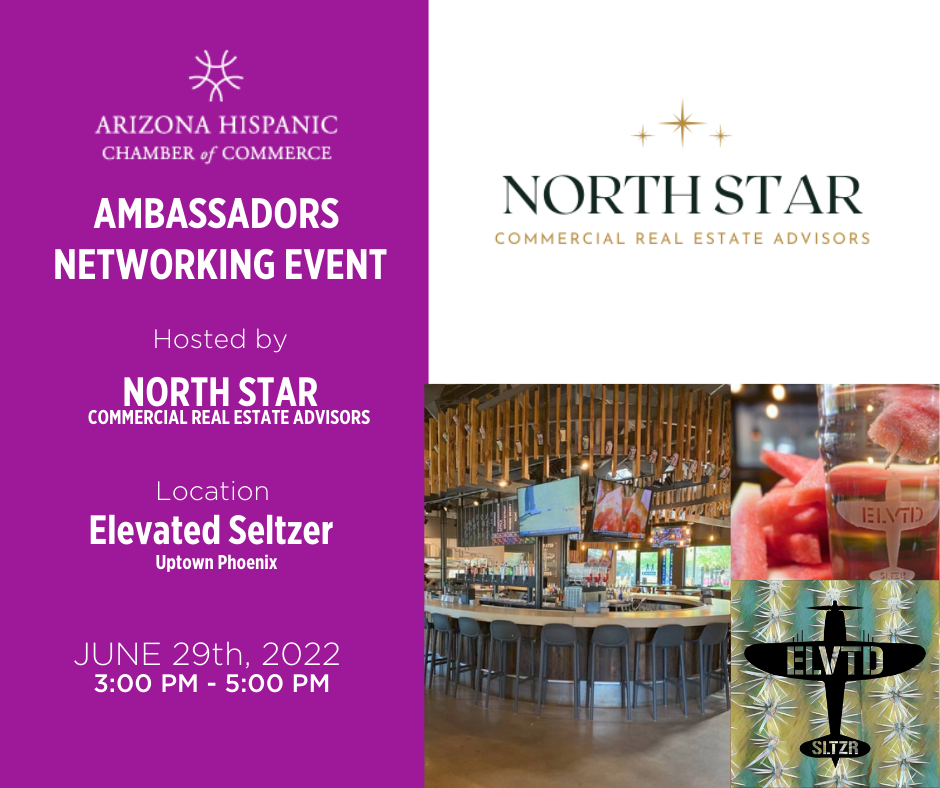 ARIZONA HISPANIC
CHAMBER of COMMERCE
AMBASSADORS
NETWORKING EVENT
Hosted by
NORTH STAR
COMMERCIAL REAL ESTATE ADVISORS
Location
Elevated Seltzer
Uptown Phoenix
JUNE 29th, 2022
3:00 PM - 5:00 PM
NORTH STAR
COMMERCIAL REAL ESTATE ADVISORS
ELVTD
SLTZR
ELVTD
SLTZR